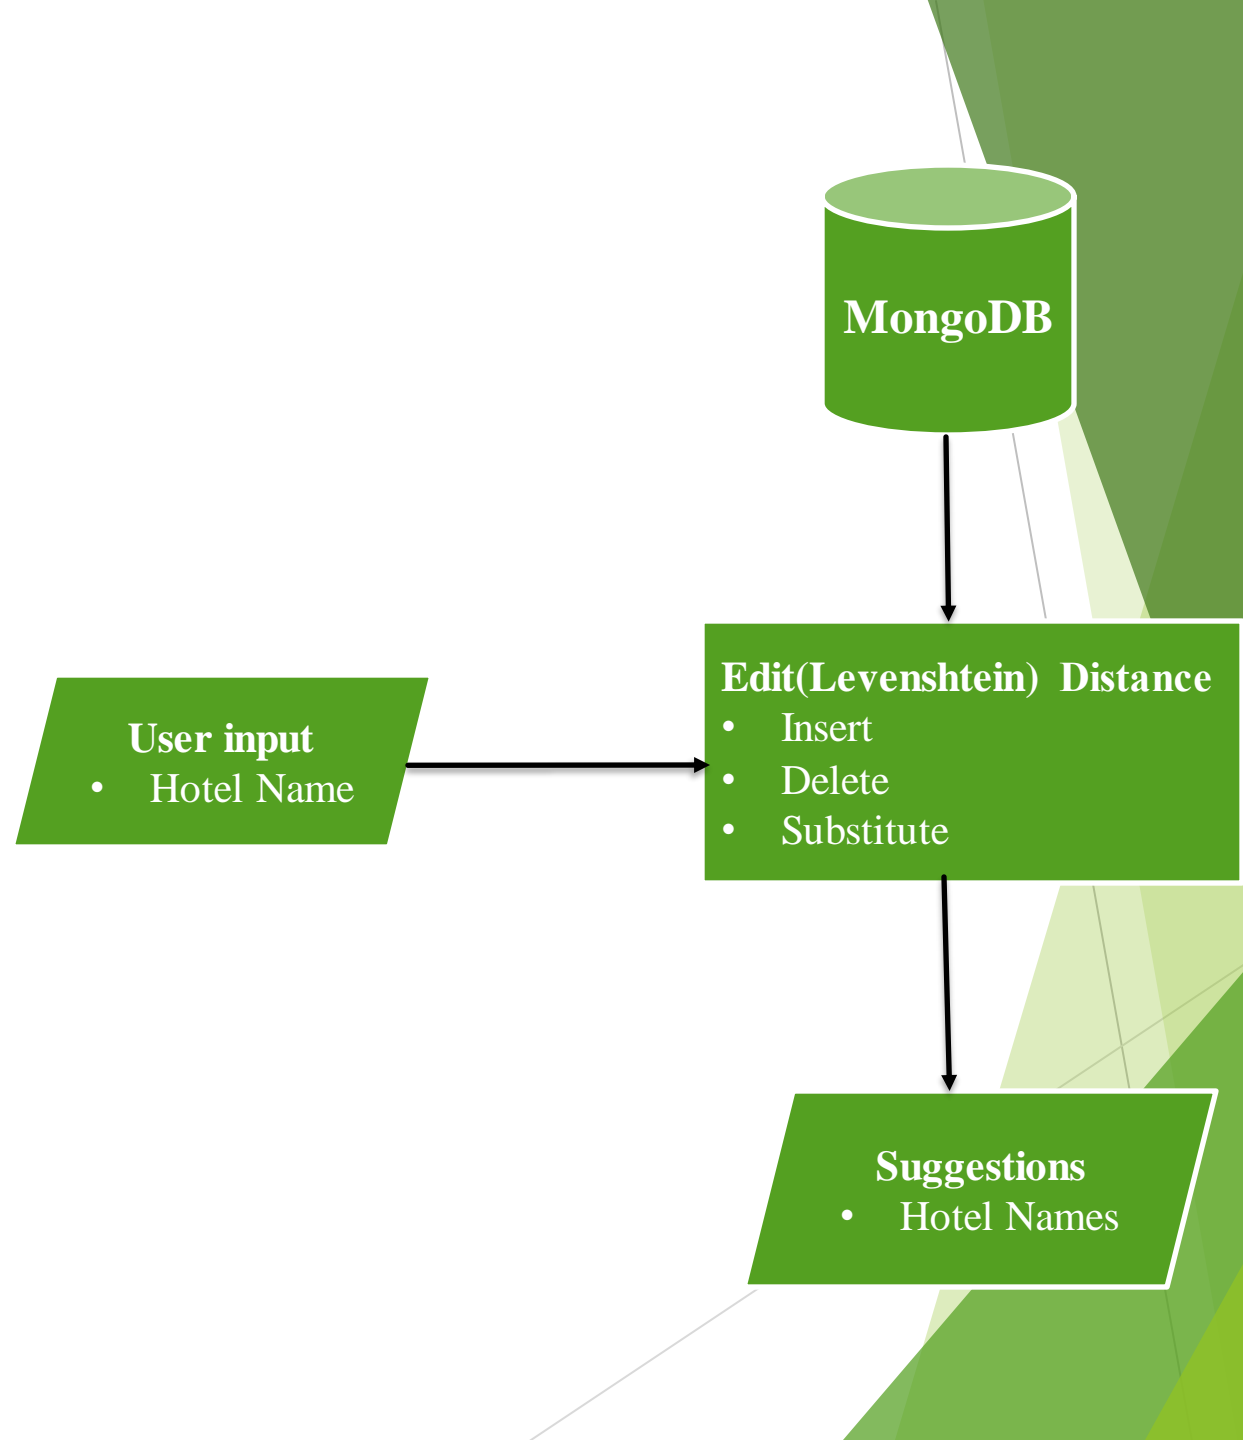 MongoDB
User input
• Hotel Name
Edit(Levenshtein) Distance
• Insert
• Delete
• Substitute
Suggestions
• Hotel Names